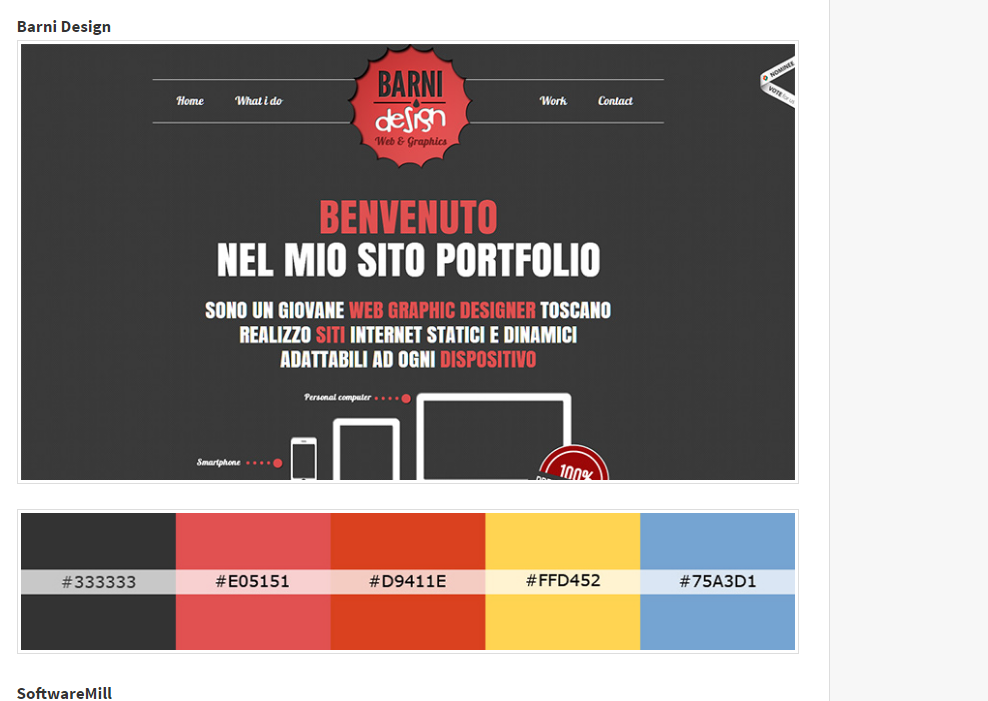 Barni Design
BARNI
design
Web & Graphics
Home
What i do
Work
Contact
NOMINEE
VOTE for us
BENVENUTO
NEL MIO SITO PORTFOLIO
SONO UN GIOVANE WEB GRAPHIC DESIGNER TOSCANO
REALIZZO SITI INTERNET STATICI E DINAMICI
ADATTABILI AD OGNI DISPOSITIVO
Personal computer
Smartphone
100%
#333333
#E05151
#D9411E
#FFD452
#75A3D1
SoftwareMill